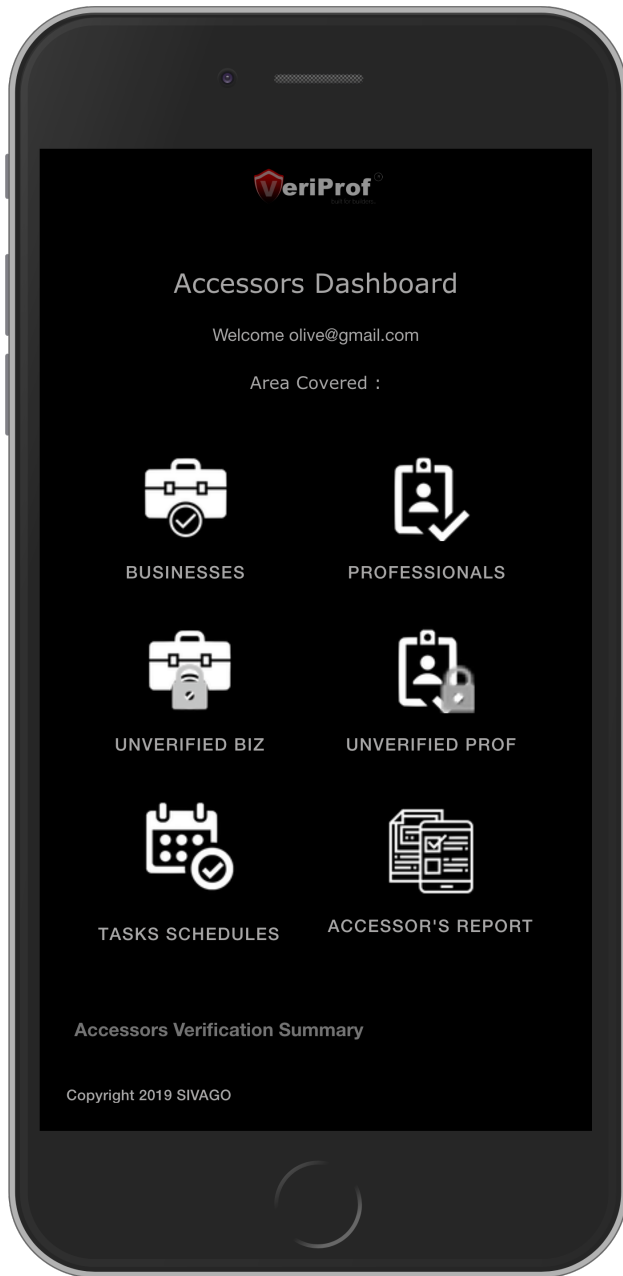 VeriProf
Accessors Dashboard
Welcome olive@gmail.com
Area Covered :
BUSINESSES
PROFESSIONALS
UNVERIFIED BIZ
UNVERIFIED PROF
TASKS SCHEDULES
ACCESSOR'S REPORT
Accessors Verification Summary
Copyright 2019 SIVAGO